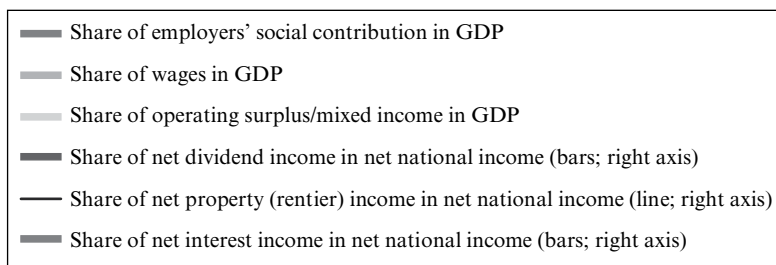 Share of employers’ social contribution in GDP
Share of wages in GDP
Share of operating surplus/mixed income in GDP
Share of net dividend income in net national income (bars; right axis)
Share of net property (rentier) income in net national income (line; right axis)
Share of net interest income in net national income (bars; right axis)